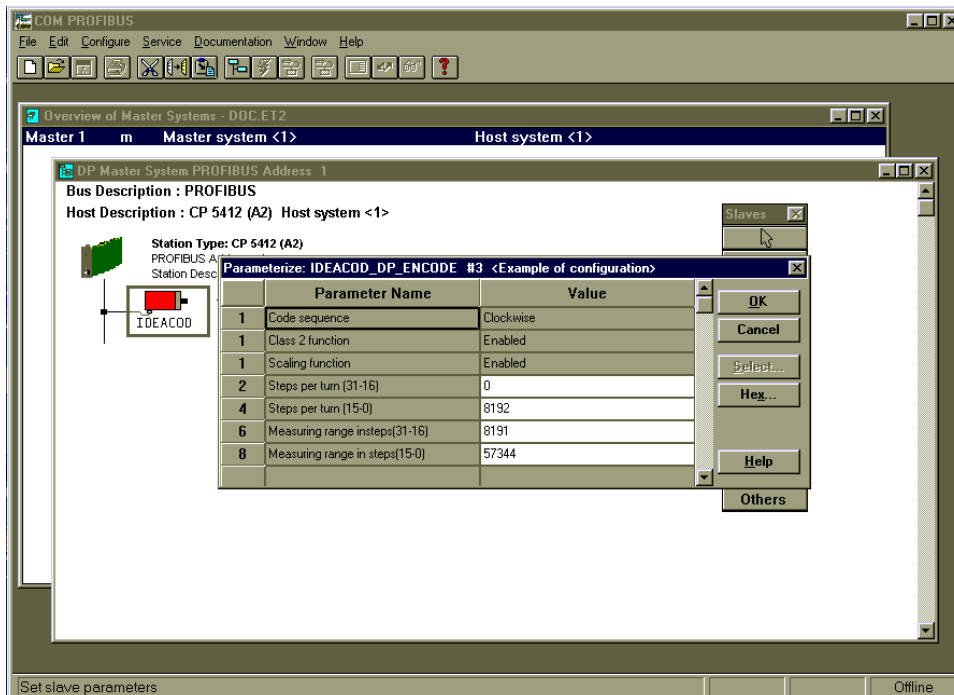 COM PROFIBUS
File Edit Configure Service Documentation Window Help
Overview of Master Systems - DOC.ET2
Master 1 m Master system <1> Host system <1>
DP Master System PROFIBUS Address 1
Bus Description : PROFIBUS
Host Description : CP 5412 (A2) Host system <1>
Slaves
Station Type: CP 5412 (A2)
PROFIBUS A
Station Desc
IDEACOD
Parameterize: IDEACOD_DP_ENCODE #3 <Example of configuration>
Parameter Name Value
1 Code sequence Clockwise
1 Class 2 function Enabled
1 Scaling function Enabled
2 Steps per turn (31-16) 0
4 Steps per turn (15-0) 8192
6 Measuring range insteps(31-16) 8191
8 Measuring range in steps(15-0) 57344
OK
Cancel
Select...
Hex...
Help
Others
Set slave parameters Offline